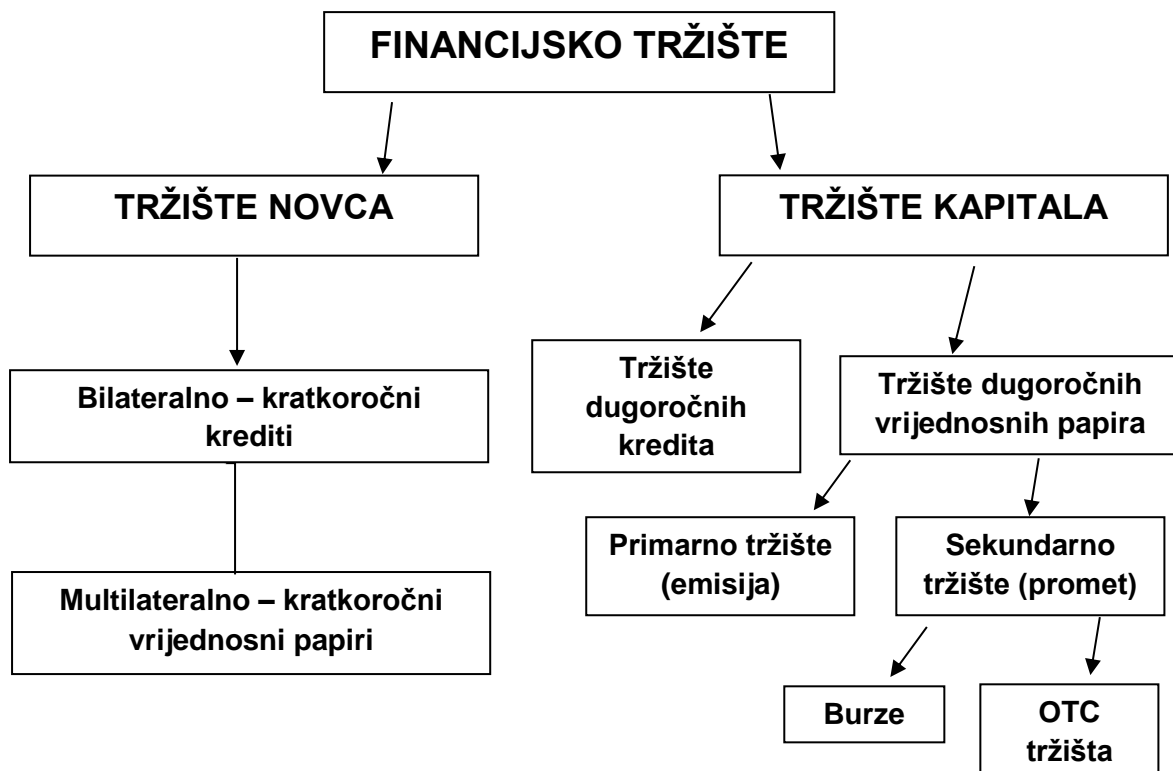 FINANCIJSKO TRŽIŠTE
TRŽIŠTE NOVCA
TRŽIŠTE KAPITALA
Bilateralno – kratkoročni
krediti
Tržište
dugoročnih
kredita
Tržište dugoročnih
vrijednosnih papira
Multilateralno – kratkoročni
vrijednosni papiri
Primarno tržište
(emisija)
Sekundarno
tržište (promet)
Burze
OTC
tržišta